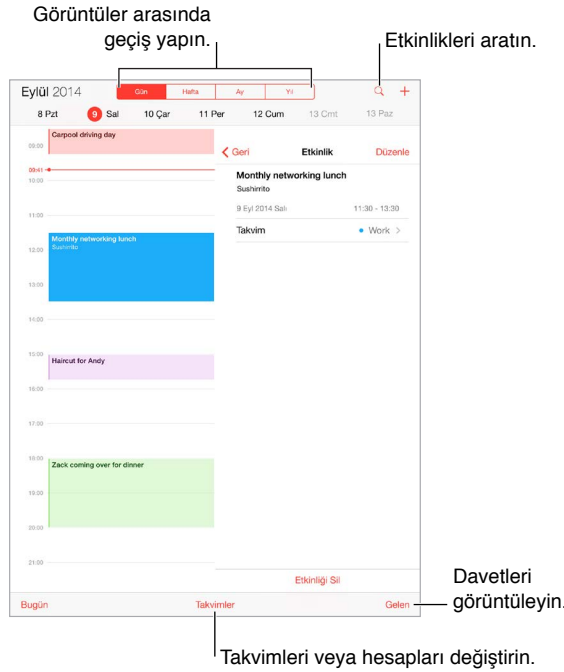 Görüntüler arasında
geçiş yapın.
Etkinlikleri aratın.
Eylül 2014
Gün Hafta Ay Yıl
8 Pzt 9 Sal 10 Çar 11 Per 12 Cum 13 Cmt 13 Paz
Carpool driving day
09:00
Geri Etkinlik Düzenle
09:41
10:00
Monthly networking lunch
Sushirrito
9 Eyl 2014 Salı 11:30 - 13:30
11:00
Takvim Work
Monthly networking lunch
Sushirrito
12:00
13:00
14:00
15:00
Haircut for Andy
16:00
17:00
18:00
Zack coming over for dinner
19:00
20:00
21:00
Etkinliği Sil
Bugün Takvimler Gelen
Davetleri
görüntüleyin.
Takvimleri veya hesapları değiştirin.